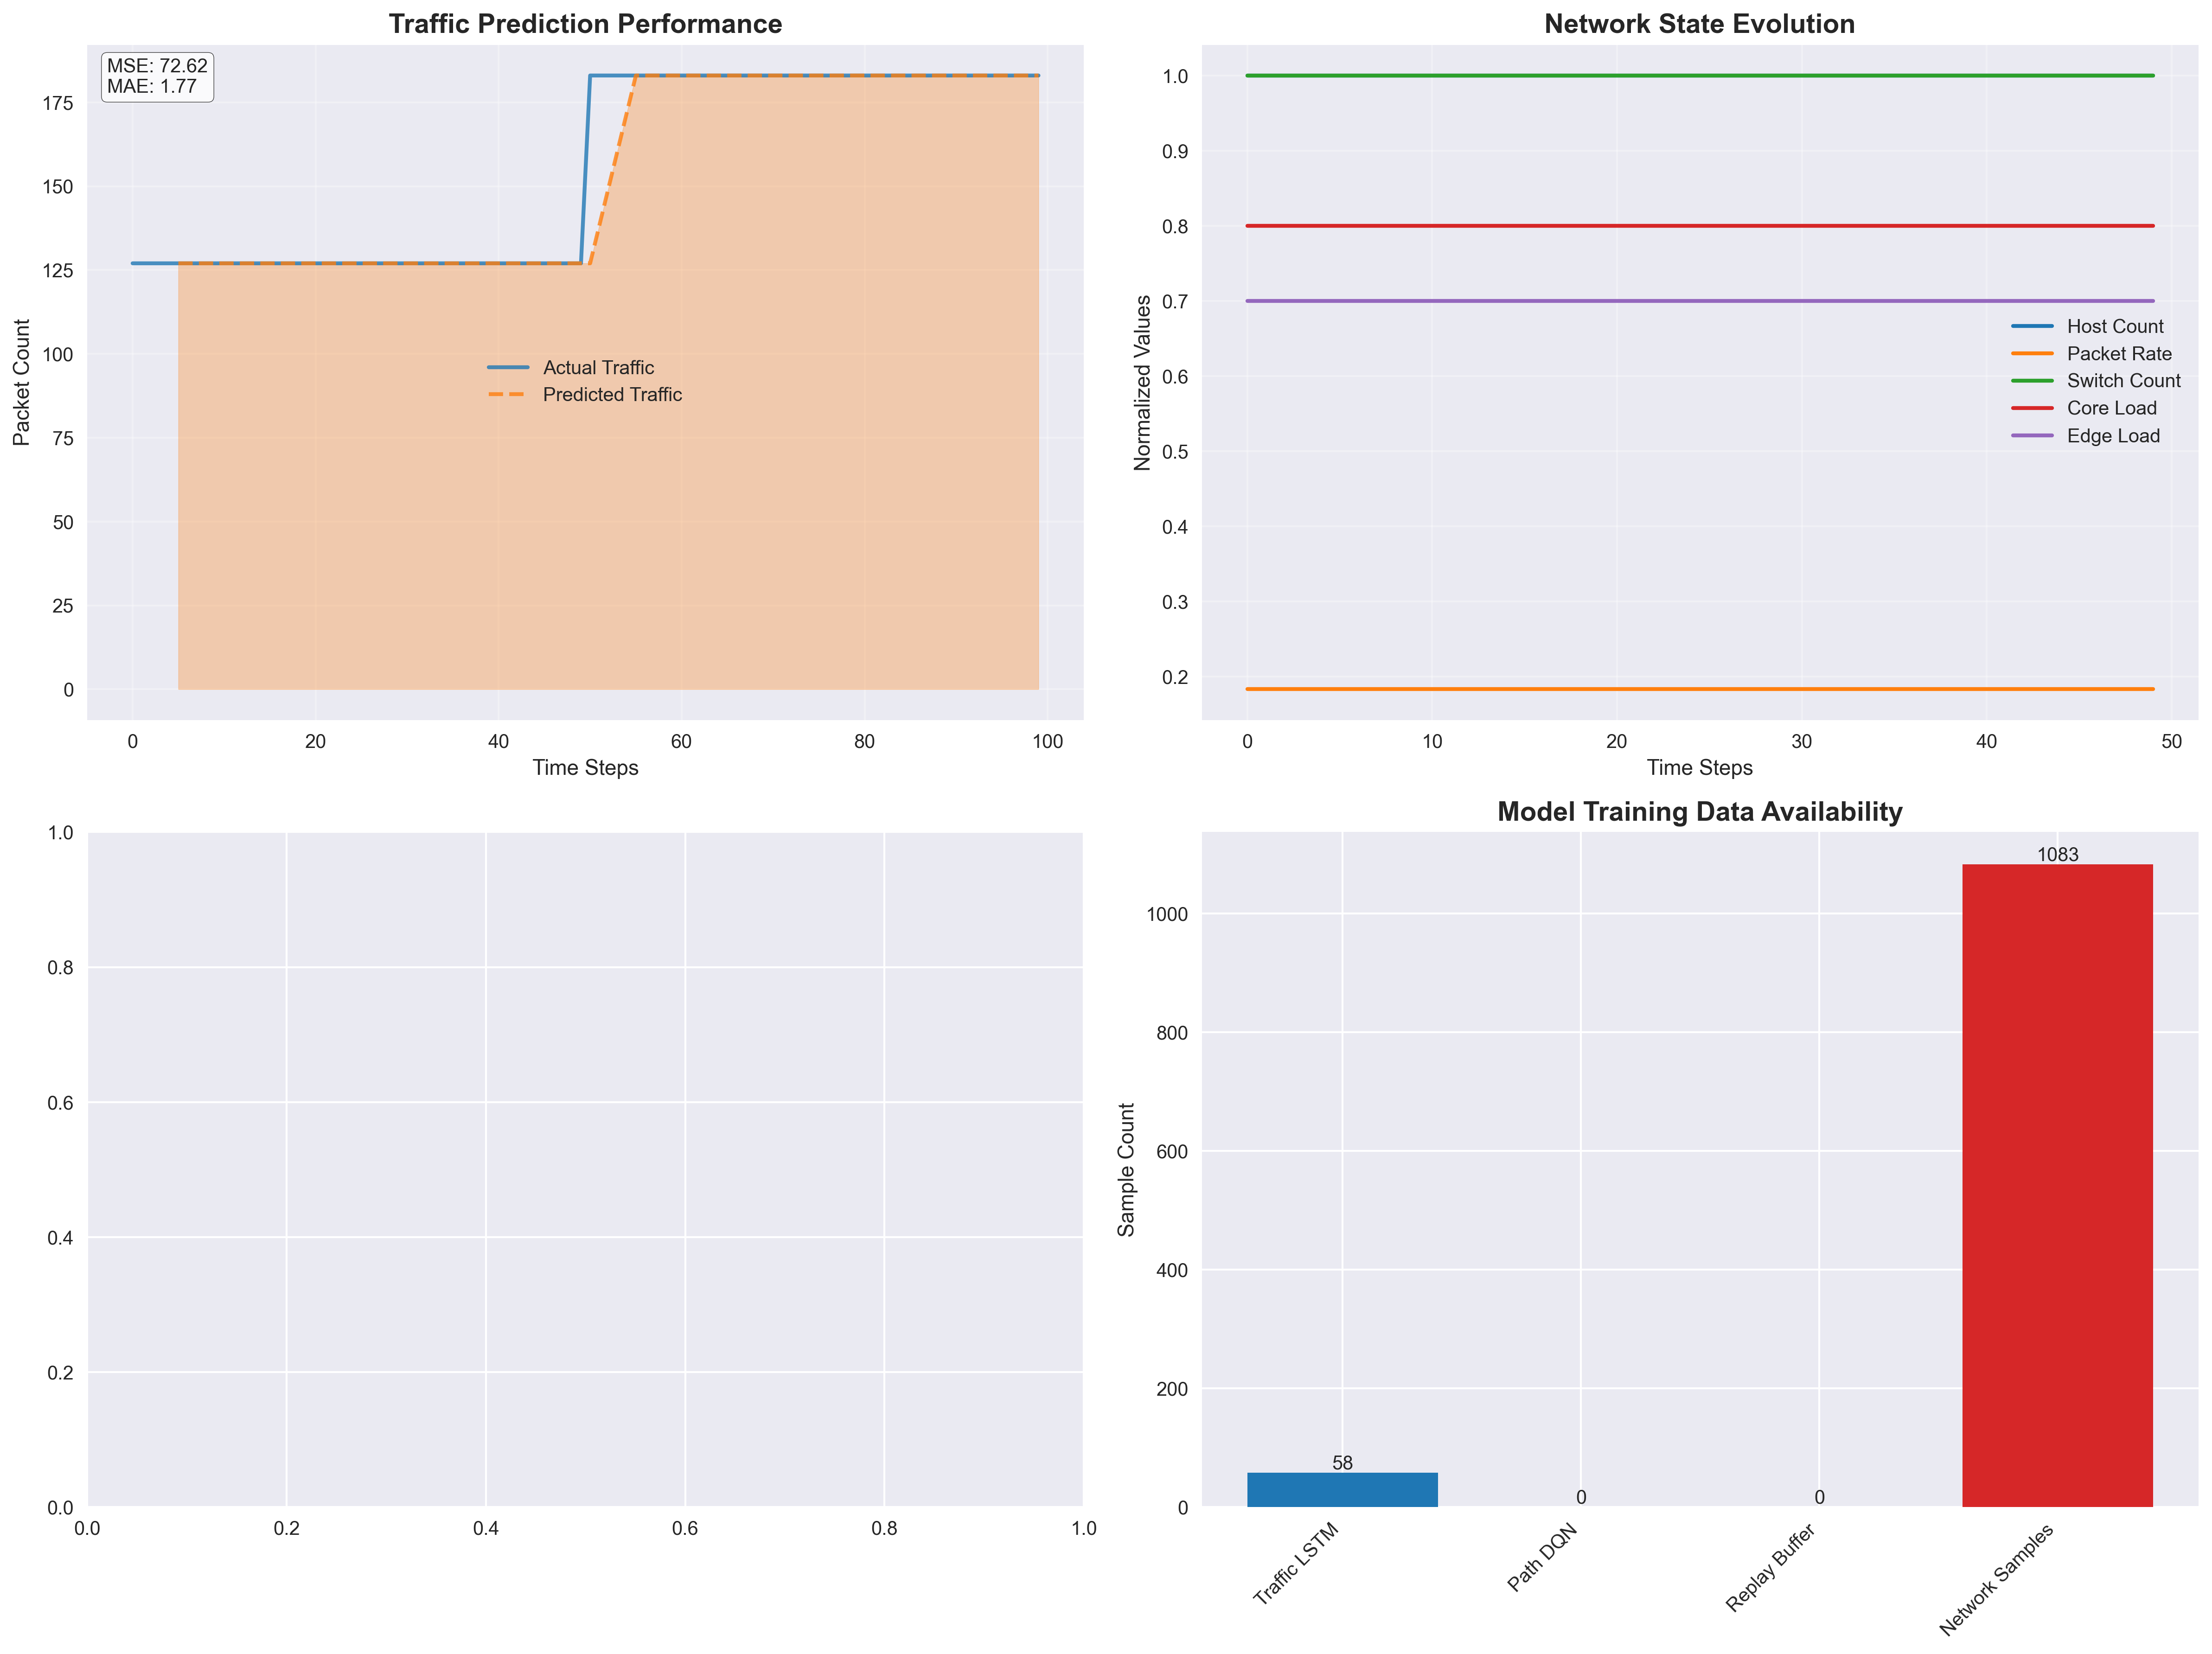 Traffic Prediction Performance
MSE: 72.62
MAE: 1.77
Packet Count
175
150
125
100
75
50
25
0
Actual Traffic
Predicted Traffic
0 20 40 60 80 100
Time Steps
Network State Evolution
Normalized Values
1.0
0.9
0.8
0.7
0.6
0.5
0.4
0.3
0.2
Host Count
Packet Rate
Switch Count
Core Load
Edge Load
0 10 20 30 40 50
Time Steps
1.0
0.8
0.6
0.4
0.2
0.0
0.0 0.2 0.4 0.6 0.8 1.0
Model Training Data Availability
Sample Count
1000
800
600
400
200
0
58 0 0 1083
Traffic LSTM
Path DQN
Replay Buffer
Network Samples